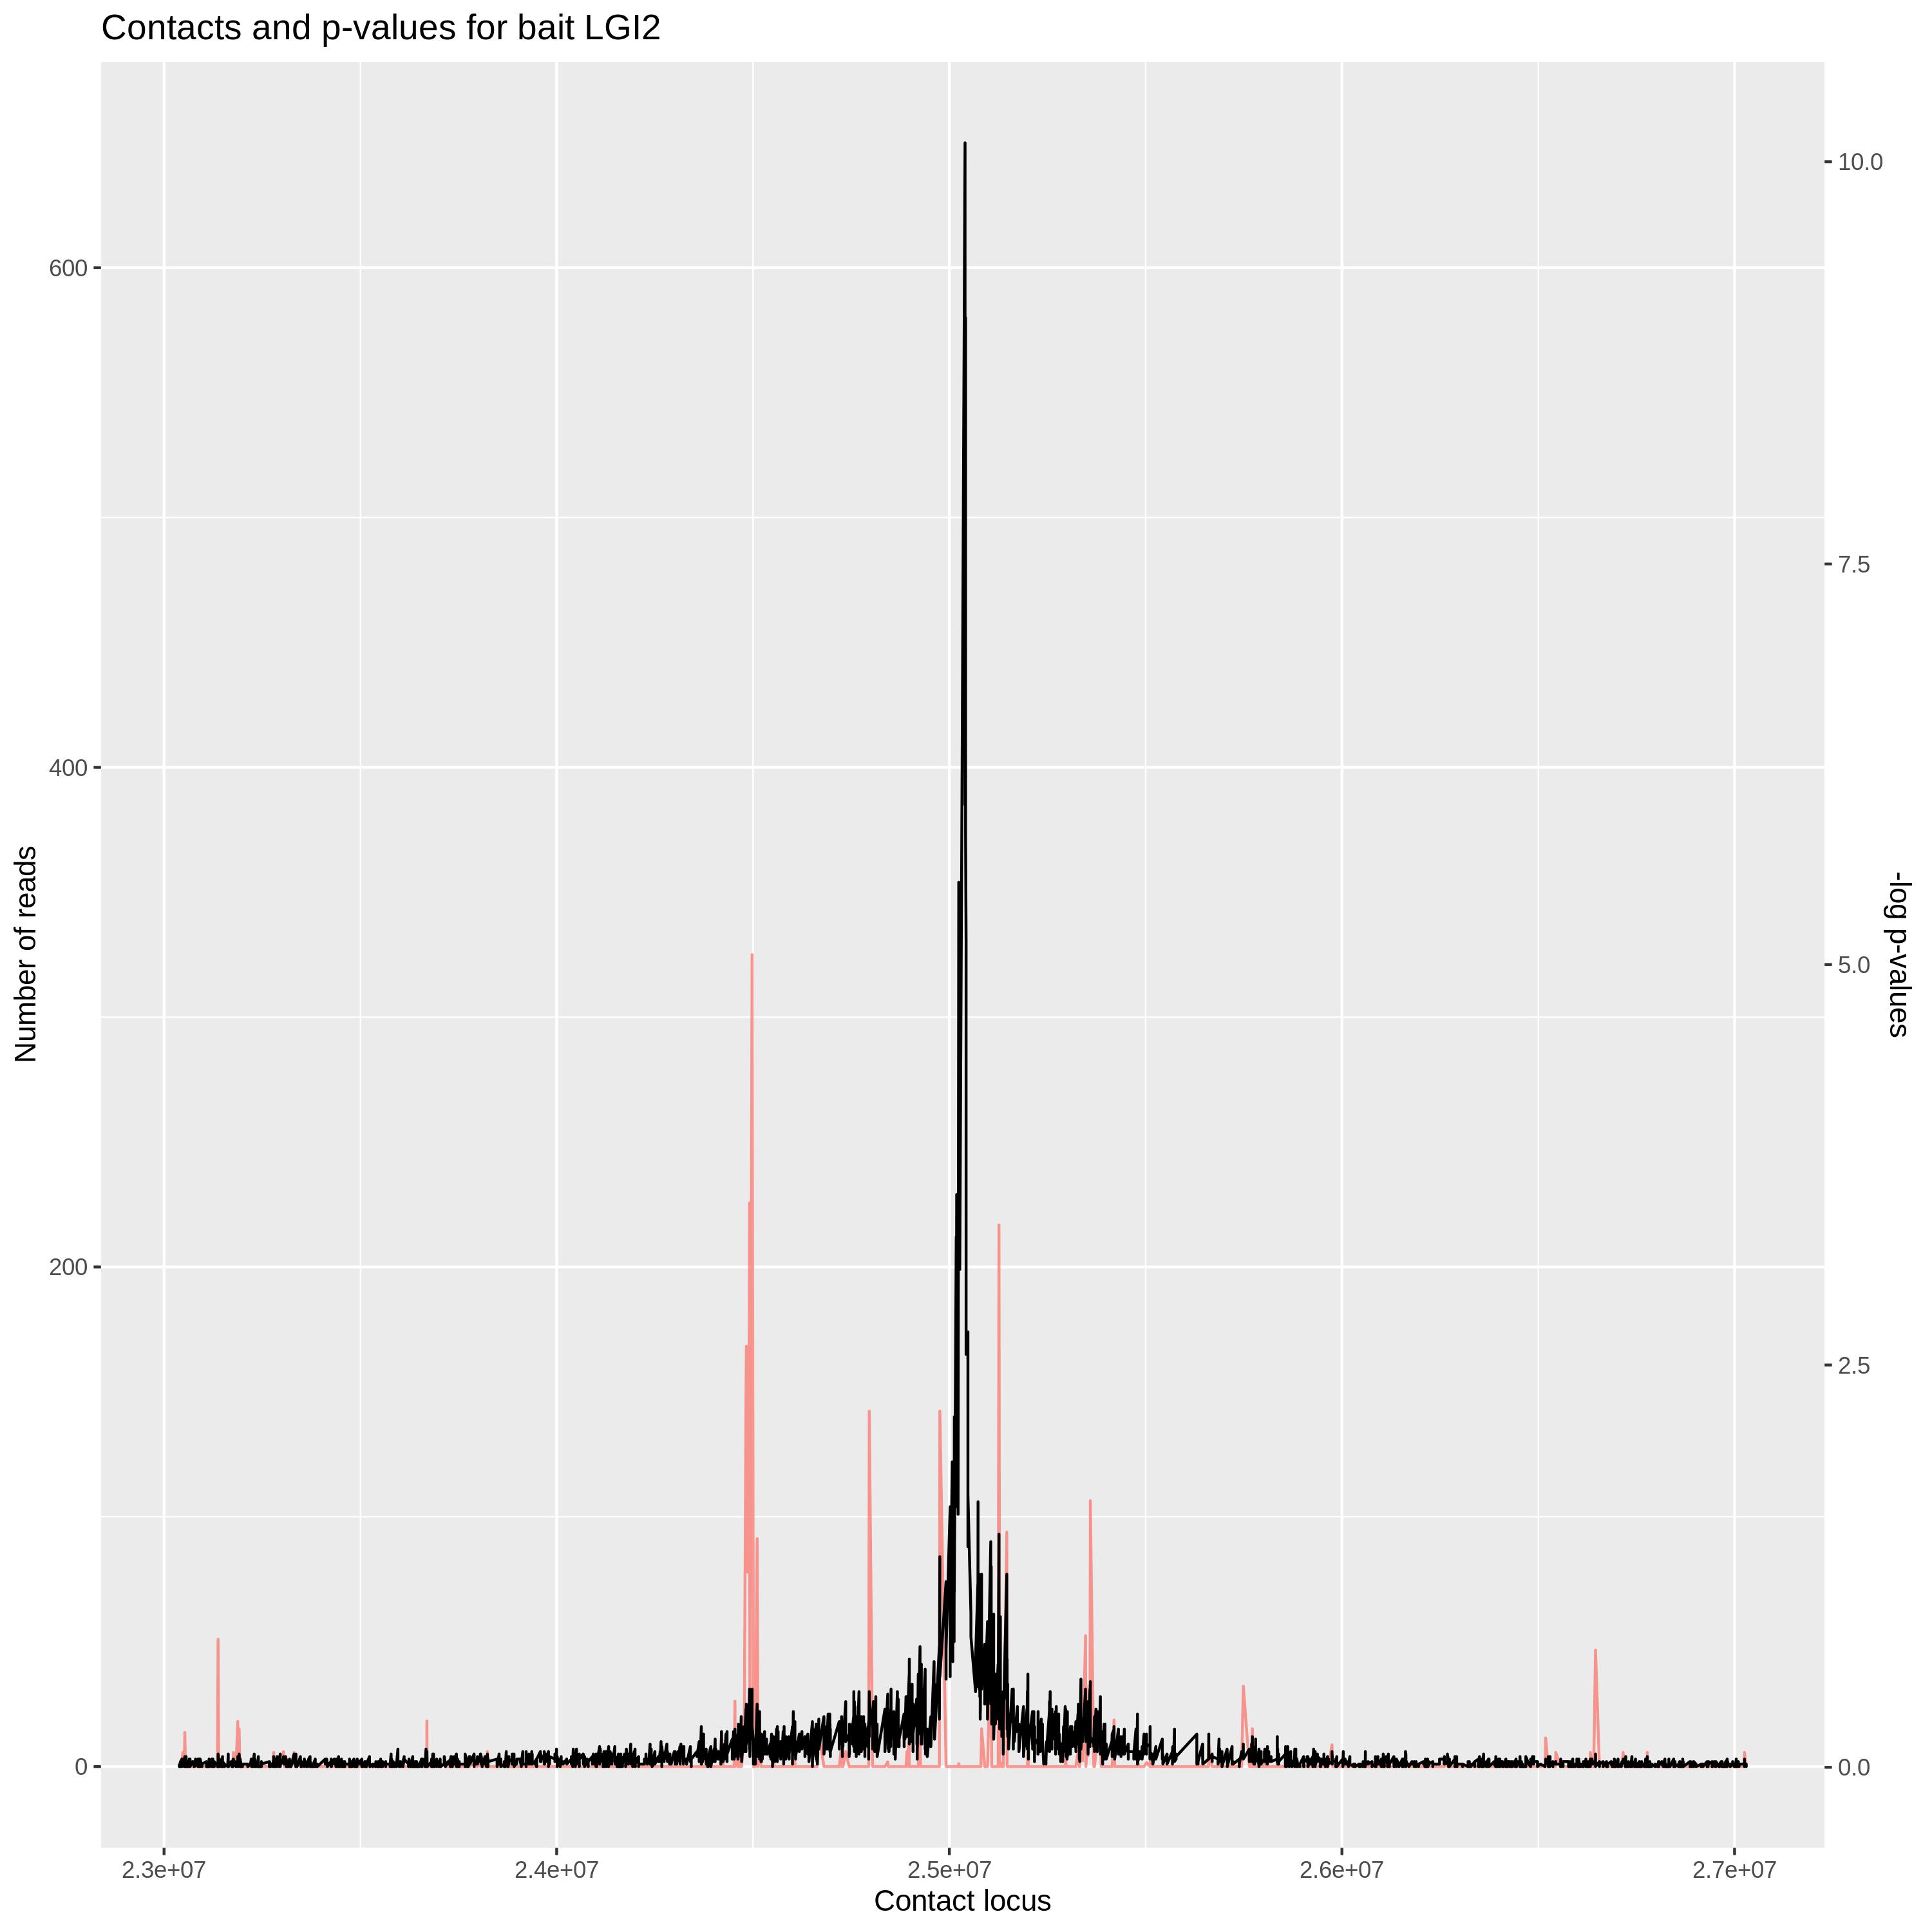 Contacts and p-values for bait LGI2
10.0
600
7.5
400
Number of reads
-log p-values
5.0
200
2.5
0
0.0
2.3e+07
2.4e+07
2.5e+07
2.6e+07
2.7e+07
Contact locus